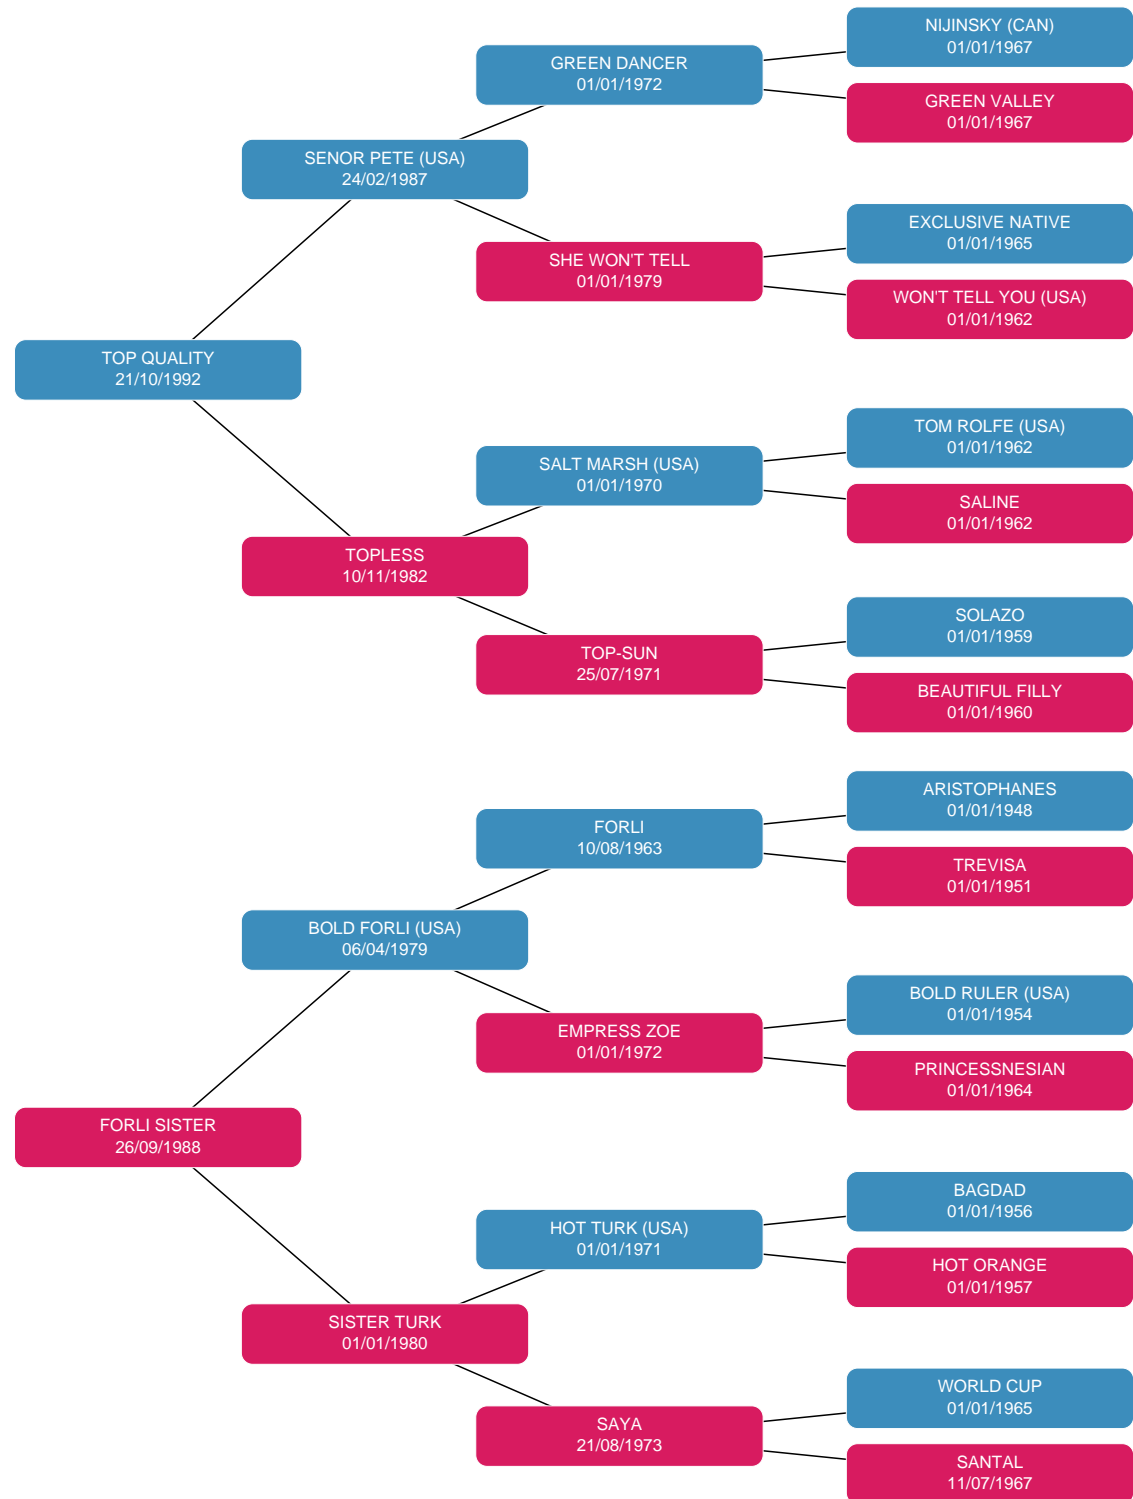 NIJINSKY (CAN)
01/01/1967
GREEN DANCER
01/01/1972
GREEN VALLEY
01/01/1967
SENOR PETE (USA)
24/02/1987
EXCLUSIVE NATIVE
01/01/1965
SHE WON'T TELL
01/01/1979
WON'T TELL YOU (USA)
01/01/1962
TOP QUALITY
21/10/1992
TOM ROLFE (USA)
01/01/1962
SALT MARSH (USA)
01/01/1970
SALINE
01/01/1962
TOPLESS
10/11/1982
SOLAZO
01/01/1959
TOP-SUN
25/07/1971
BEAUTIFUL FILLY
01/01/1960
ARISTOPHANES
01/01/1948
FORLI
10/08/1963
TREVISA
01/01/1951
BOLD FORLI (USA)
06/04/1979
BOLD RULER (USA)
01/01/1954
EMPRESS ZOE
01/01/1972
PRINCESSNESIAN
01/01/1964
FORLI SISTER
26/09/1988
BAGDAD
01/01/1956
HOT TURK (USA)
01/01/1971
HOT ORANGE
01/01/1957
SISTER TURK
01/01/1980
WORLD CUP
01/01/1965
SAYA
21/08/1973
SANTAL
11/07/1967